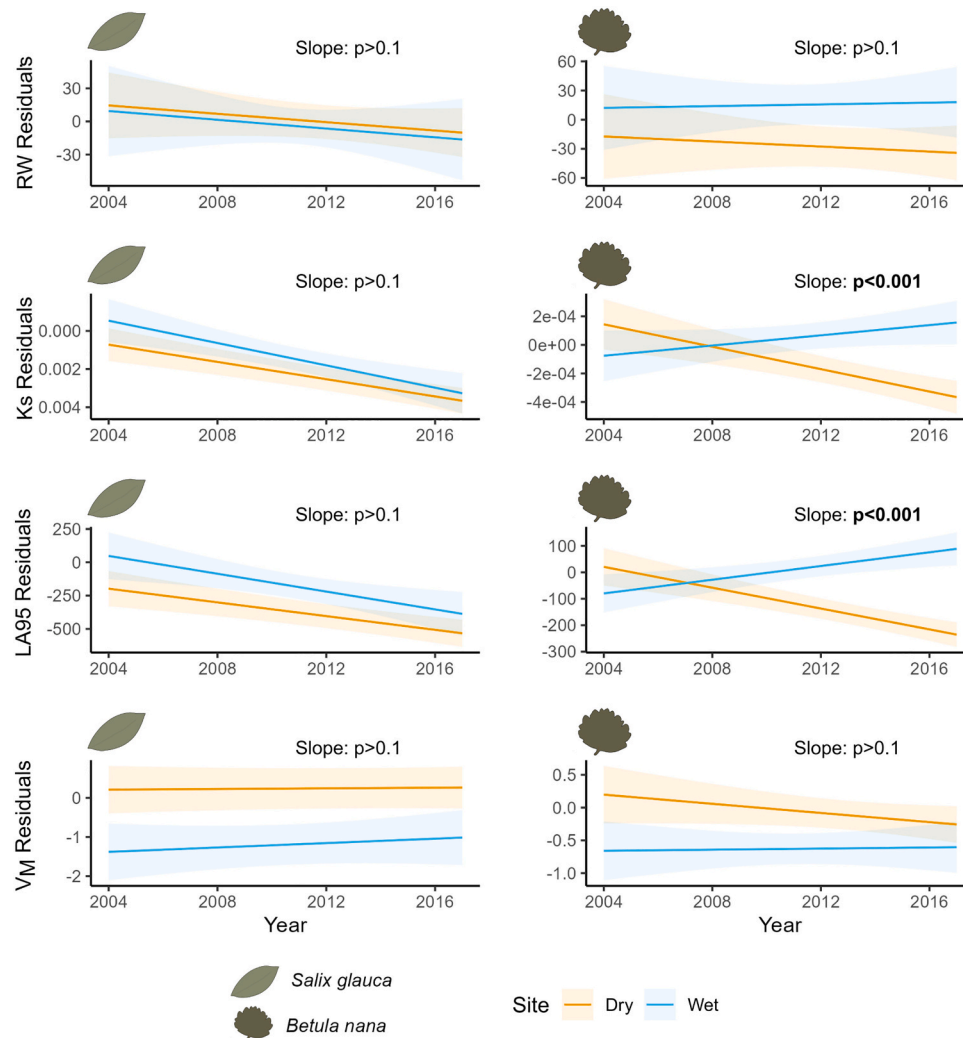 Slope: p>0.1
Slope: p>0.1
RW Residuals
30
0
-30
60
30
0
-30
-60
2004 2008 2012 2016
2004 2008 2012 2016
Slope: p>0.1
Slope: p<0.001
Ks Residuals
0.000
0.002
0.004
2e-04
0e+00
-2e-04
-4e-04
2004 2008 2012 2016
2004 2008 2012 2016
Slope: p>0.1
Slope: p<0.001
LA95 Residuals
250
0
-250
-500
100
0
-100
-200
-300
2004 2008 2012 2016
2004 2008 2012 2016
Slope: p>0.1
Slope: p>0.1
VM Residuals
0
-1
-2
0.5
0.0
-0.5
-1.0
2004 2008 2012 2016
2004 2008 2012 2016
Year
Year
Salix glauca
Betula nana
Site Dry Wet